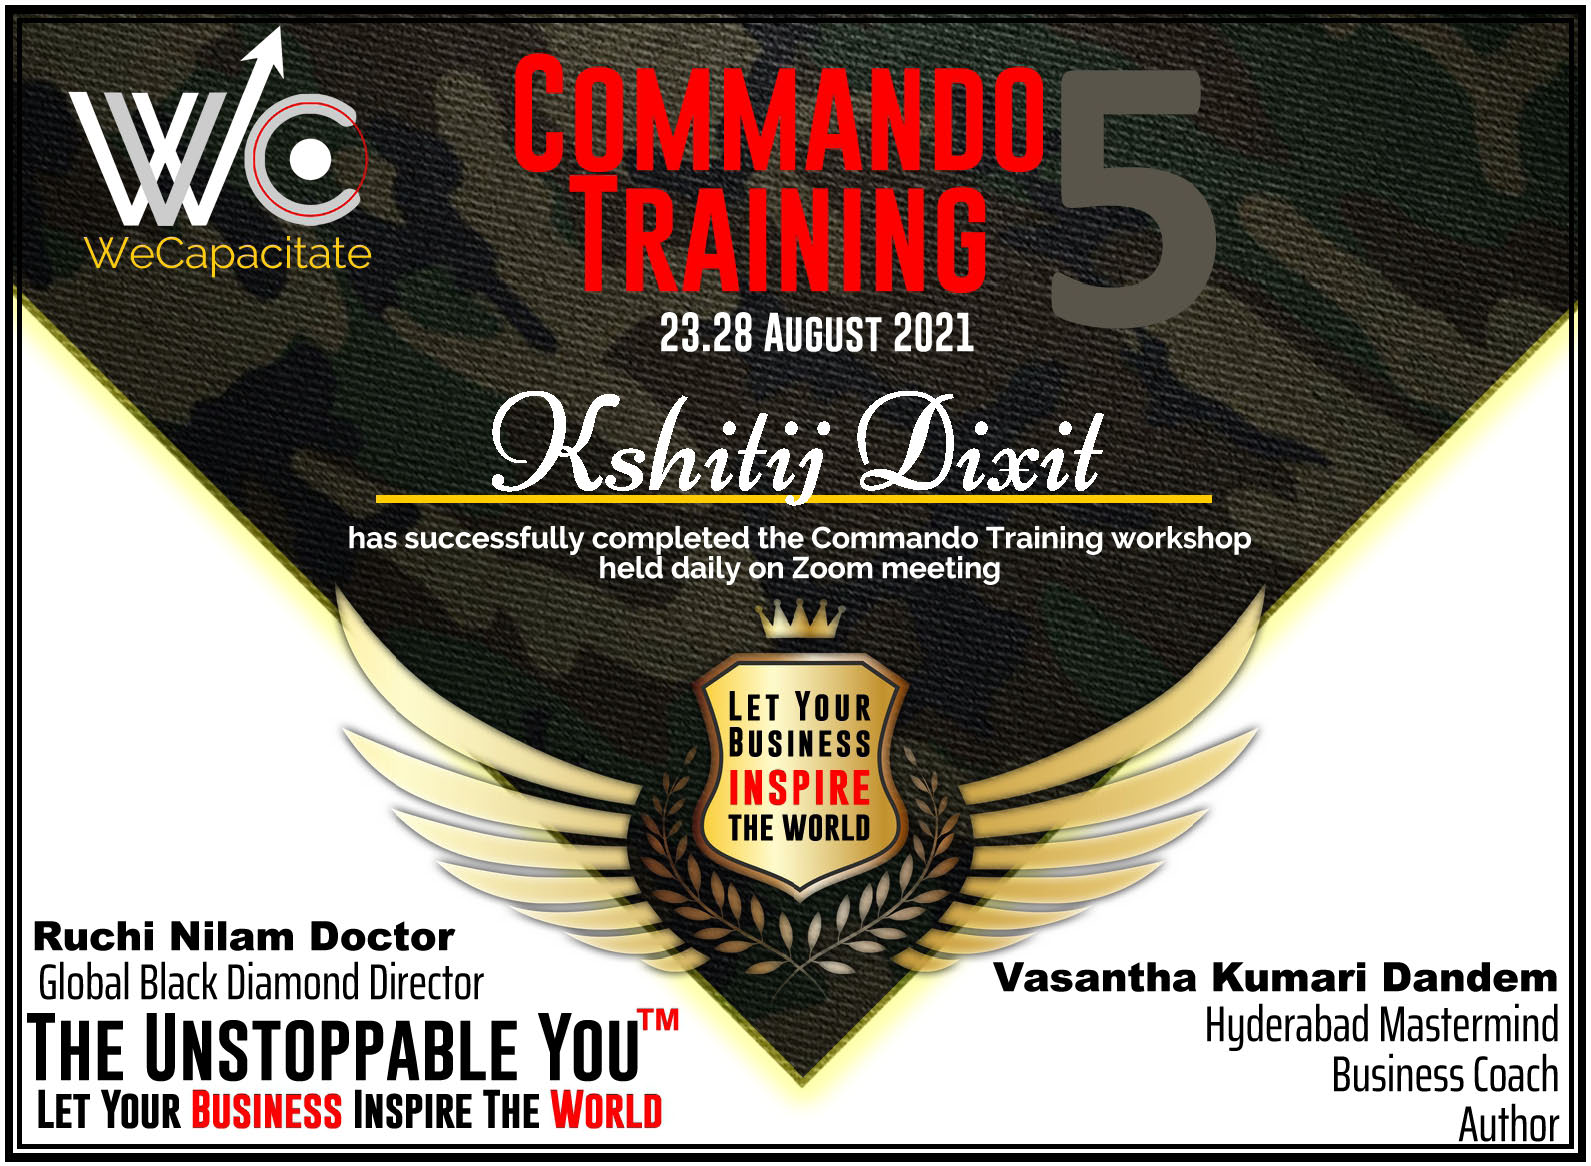 WC
WeCapacitate
COMMANDO
TRAINING
5
23.28 AUGUST 2021
Kshitij Dixit
has successfully completed the Commando Training workshop
held daily on Zoom meeting
LET YOUR
BUSINESS
INSPIRE
THE WORLD
Ruchi Nilam Doctor
Global Black Diamond Director
THE UNSTOPPABLE YOU™
LET YOUR BUSINESS INSPIRE THE WORLD
Vasantha Kumari Dandem
Hyderabad Mastermind
Business Coach
Author